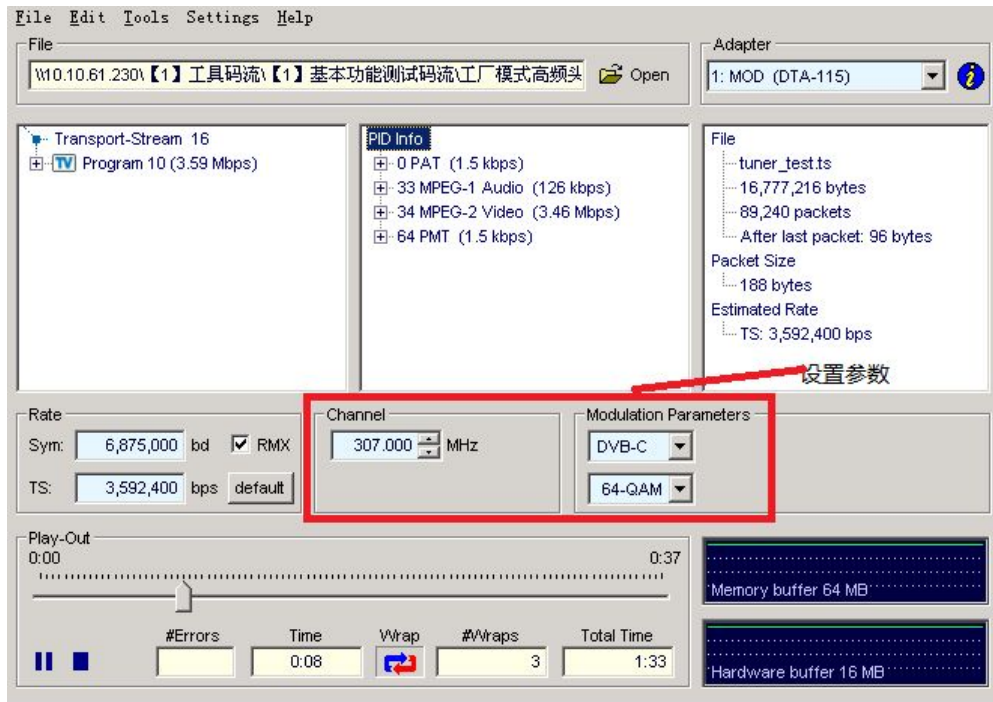 File Edit Tools Settings Help
File
\\10.10.61.230\【1】工具码流\【1】基本功能测试码流\工厂模式高频头
Open
Adapter
1: MOD (DTA-115)
Transport-Stream 16
TV Program 10 (3.59 Mbps)
PID Info
0 PAT (1.5 kbps)
33 MPEG-1 Audio (126 kbps)
34 MPEG-2 Video (3.46 Mbps)
64 PMT (1.5 kbps)
File
tuner_test.ts
16,777,216 bytes
89,240 packets
After last packet: 96 bytes
Packet Size
188 bytes
Estimated Rate
TS: 3,592,400 bps
设置参数
Rate
Sym: 6,875,000 bd RMX
TS: 3,592,400 bps default
Channel
307.000 MHz
Modulation Parameters
DVB-C
64-QAM
Play-Out
0:00 0:37
#Errors Time Wrap #Wraps Total Time
0:08 3 1:33
Memory buffer 64 MB
Hardware buffer 16 MB